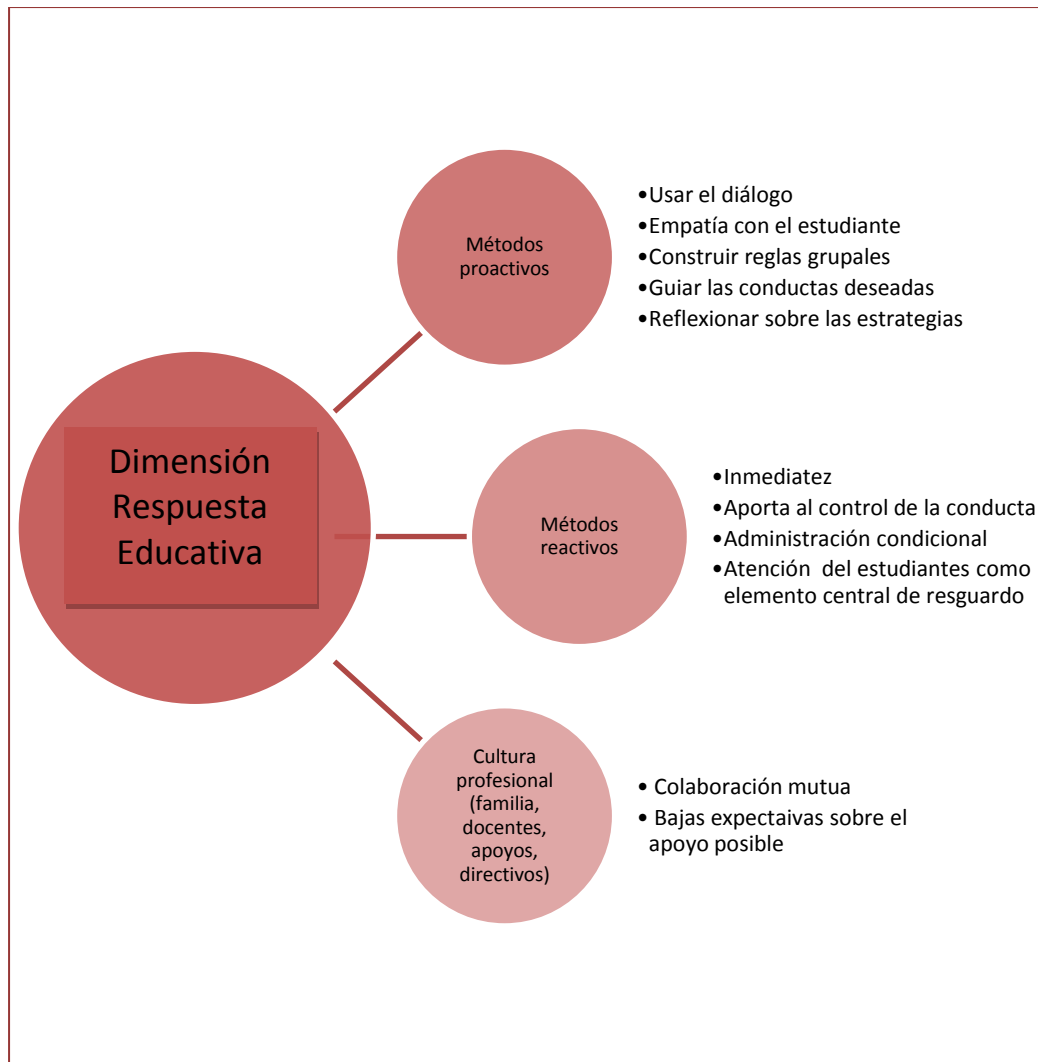 Dimensión
Respuesta
Educativa
Métodos
proactivos
•Usar el diálogo
•Empatía con el estudiante
•Construir reglas grupales
•Guiar las conductas deseadas
•Reflexionar sobre las estrategias
Métodos
reactivos
•Inmediatez
•Aporta al control de la conducta
•Administración condicional
•Atención  del estudiantes como
elemento central de resguardo
Cultura
profesional
(familia,
docentes,
apoyos,
directivos)
• Colaboración mutua
• Bajas expectaivas sobre el
apoyo posible